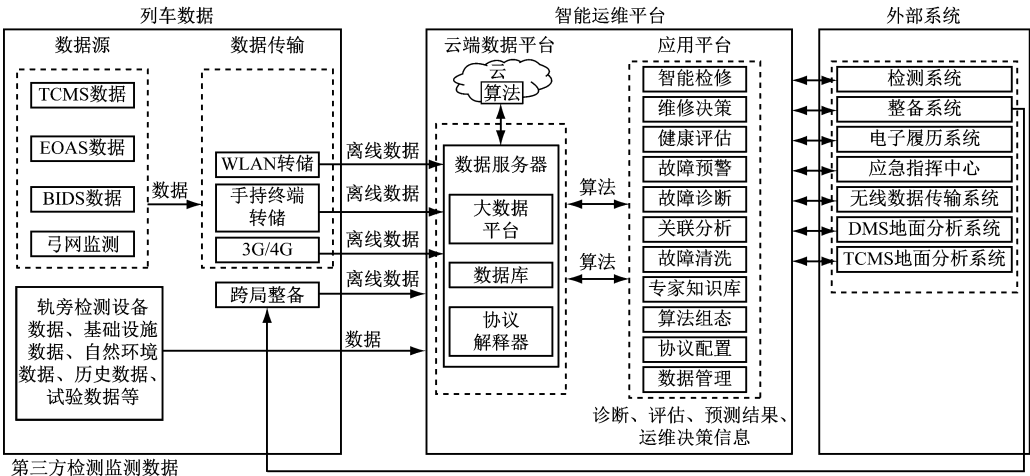 列车数据
智能运维平台
外部系统
数据源
数据传输
云端数据平台
应用平台
TCMS数据
EOAS数据
BIDS数据
弓网监测
数据
WLAN转储
手持终端
转储
3G/4G
跨局整备
轨旁检测设备
数据、基础设施
数据、自然环境
数据、历史数据、
试验数据等
离线数据
离线数据
离线数据
离线数据
数据
云
算法
数据服务器
大数据
平台
数据库
协议
解释器
算法
算法
智能检修
维修决策
健康评估
故障预警
故障诊断
关联分析
故障清洗
专家知识库
算法组态
协议配置
数据管理
诊断、评估、预测结果、
运维决策信息
检测系统
整备系统
电子履历系统
应急指挥中心
无线数据传输系统
DMS地面分析系统
TCMS地面分析系统
第三方检测监测数据